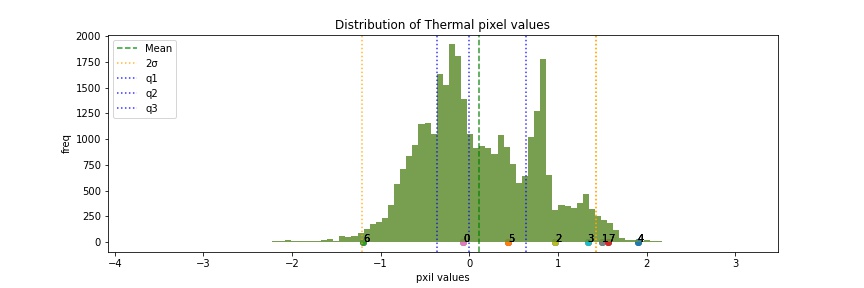 Distribution of Thermal pixel values
2000
1750
1500
1250
1000
750
500
250
0
freq
Mean
2σ
q1
q2
q3
6 0 5 2 3 1 7 4
−4 −3 −2 −1 0 1 2 3
pxil values